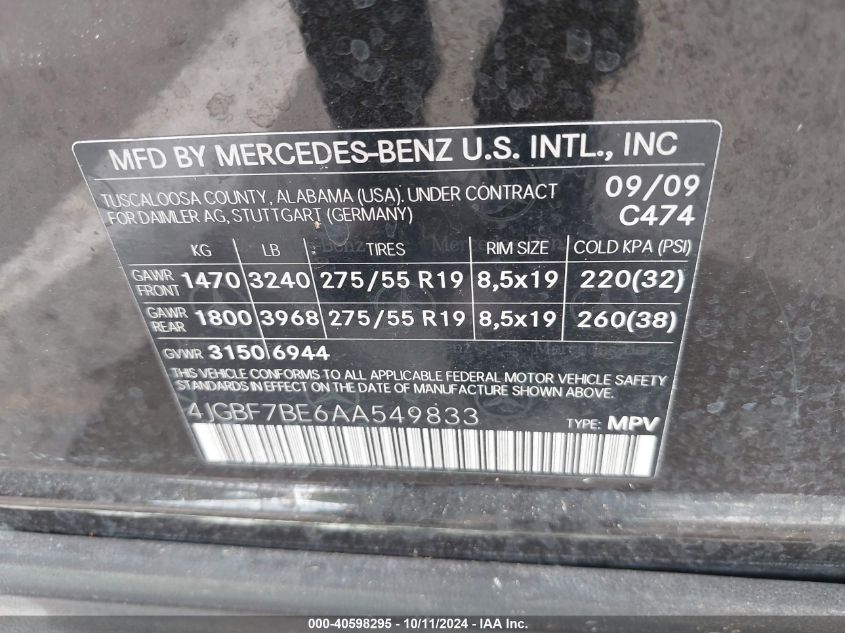 MFD BY MERCEDES-BENZ U.S. INTL., INC
TUSCALOOSA COUNTY, ALABAMA (USA). UNDER CONTRACT 09/09
FOR DAIMLER AG, STUTTGART (GERMANY) C474
KG LB TIRES RIM SIZE COLD KPA (PSI)
GAWR FRONT 1470 3240 275/55 R19 8,5x19 220(32)
GAWR REAR 1800 3968 275/55 R19 8,5x19 260(38)
GVWR 3150 6944
THIS VEHICLE CONFORMS TO ALL APPLICABLE FEDERAL MOTOR VEHICLE SAFETY
STANDARDS IN EFFECT ON THE DATE OF MANUFACTURE SHOWN ABOVE.
4JGBF7BE6AA549833 TYPE: MPV
000-40598295 - 10/11/2024 - IAA Inc.